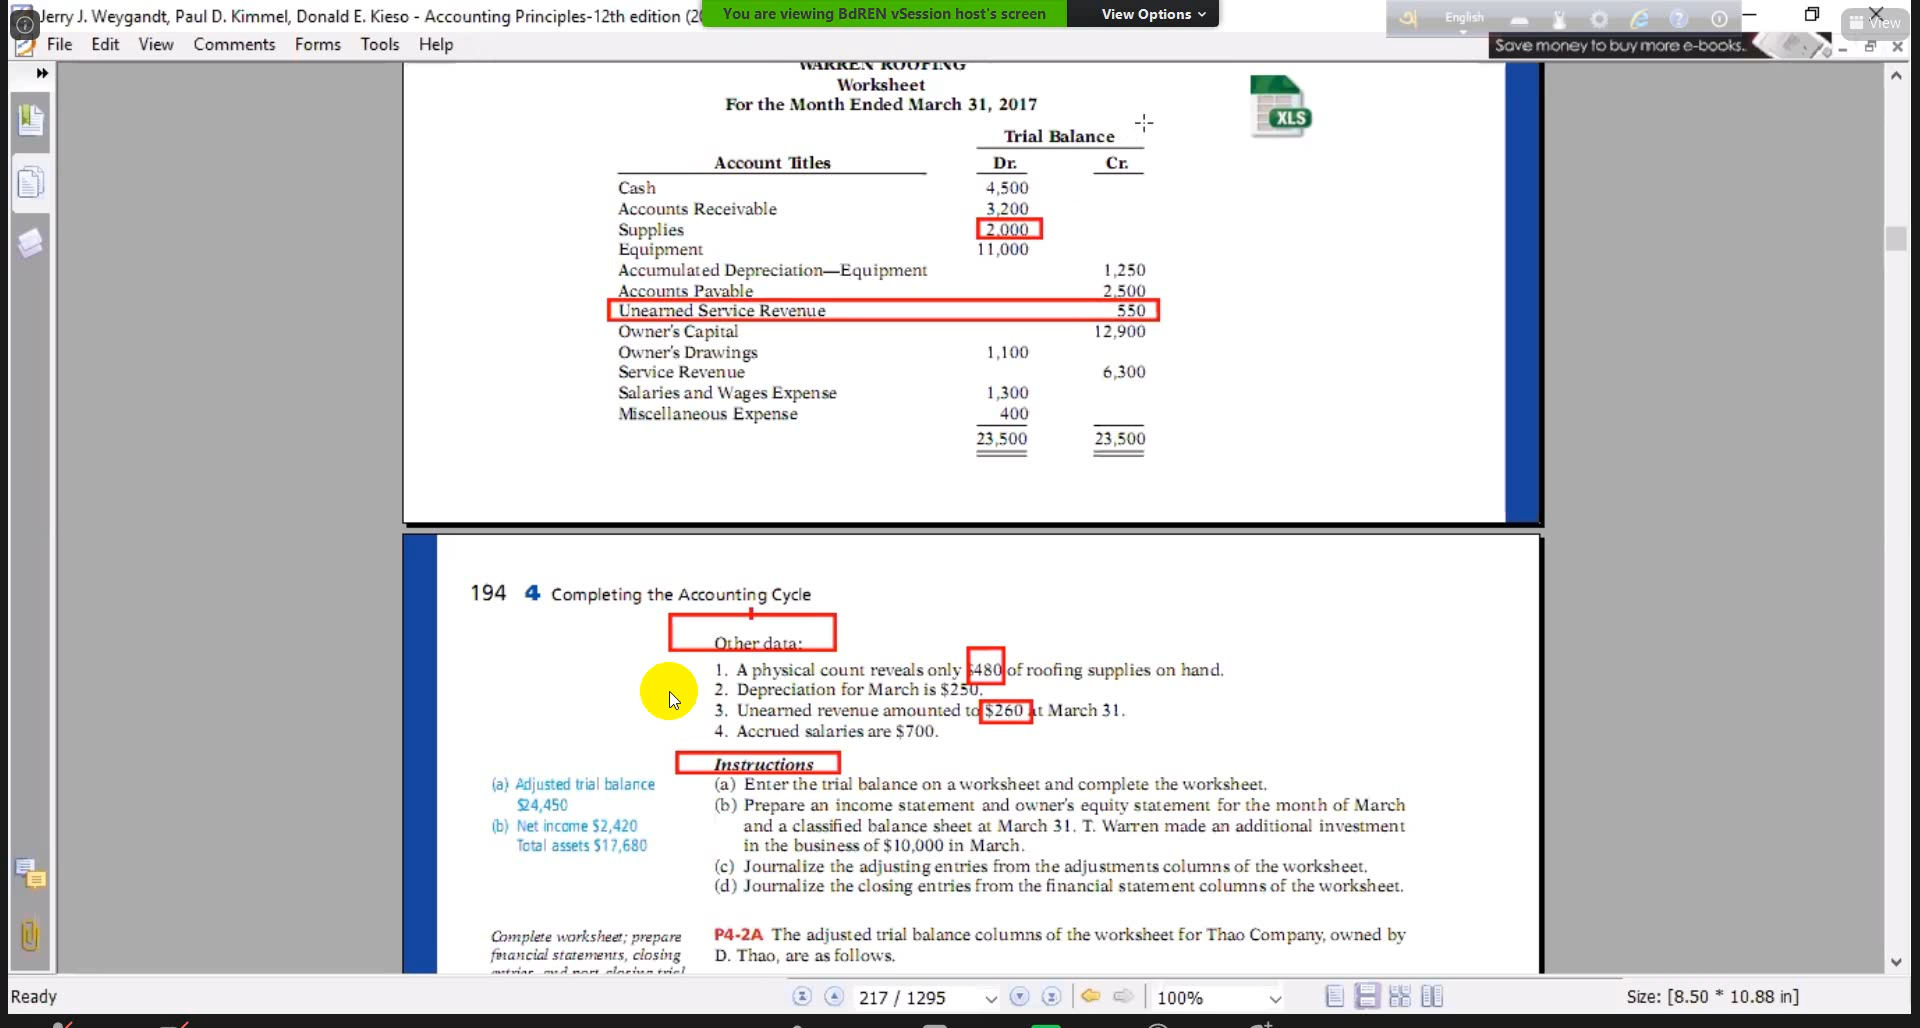 Jerry J. Weygandt, Paul D. Kimmel, Donald E. Kieso - Accounting Principles-12th edition (20
You are viewing BdREN vSession host's screen
View Options
English
View
File Edit View Comments Forms Tools Help
Save money to buy more e-books..
WARREN ROOFING
Worksheet
For the Month Ended March 31, 2017
XLS
Trial Balance
Account Titles Dr. Cr.
Cash 4,500
Accounts Receivable 3,200
Supplies 2,000
Equipment 11,000
Accumulated Depreciation—Equipment 1,250
Accounts Payable 2,500
Unearned Service Revenue 550
Owner's Capital 12,900
Owner's Drawings 1,100
Service Revenue 6,300
Salaries and Wages Expense 1,300
Miscellaneous Expense 400
23,500 23,500
194 4 Completing the Accounting Cycle
Other data:
1. A physical count reveals only $480 of roofing supplies on hand.
2. Depreciation for March is $250.
3. Unearned revenue amounted to $260 at March 31.
4. Accrued salaries are $700.
Instructions
(a) Adjusted trial balance
$24,450
(b) Net income $2,420
Total assets $17,680
(a) Enter the trial balance on a worksheet and complete the worksheet.
(b) Prepare an income statement and owner's equity statement for the month of March
and a classified balance sheet at March 31. T. Warren made an additional investment
in the business of $10,000 in March.
(c) Journalize the adjusting entries from the adjustments columns of the worksheet.
(d) Journalize the closing entries from the financial statement columns of the worksheet.
Complete worksheet; prepare
financial statements, closing
entries, and post-closing trial
P4-2A The adjusted trial balance columns of the worksheet for Thao Company, owned by
D. Thao, are as follows.
Ready
217 / 1295
100%
Size: [8.50 * 10.88 in]